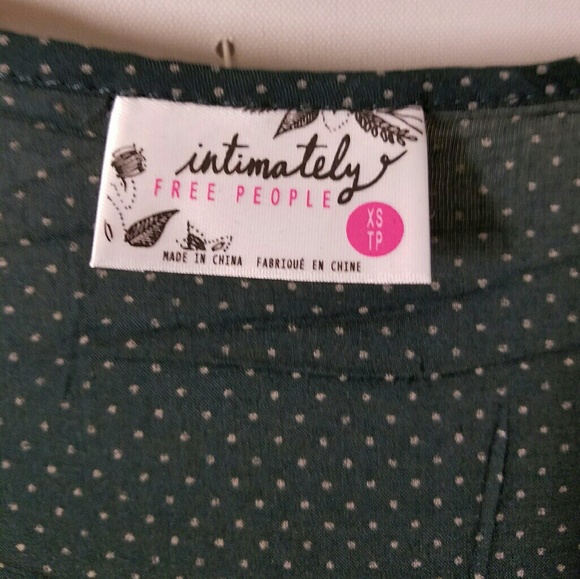 intimately
FREE PEOPLE
XS
TP
MADE IN CHINA FABRIQUÉ EN CHINE